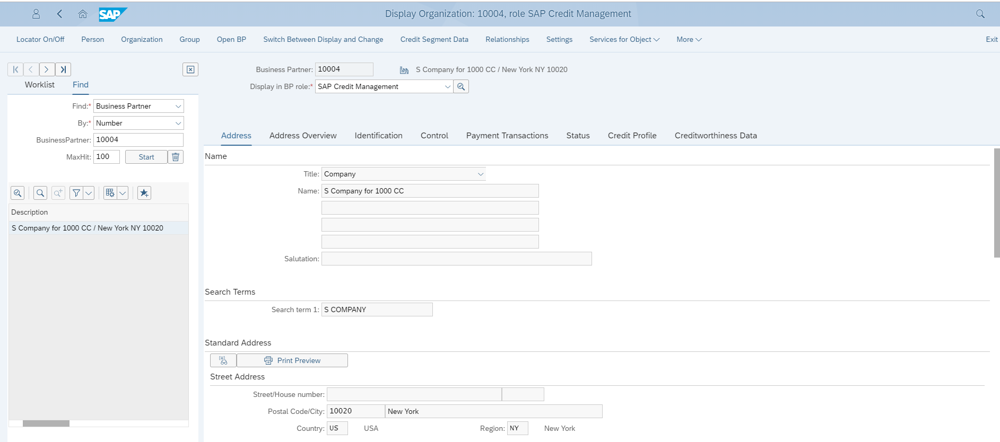 SAP
Display Organization: 10004, role SAP Credit Management
Locator On/Off Person Organization Group Open BP Switch Between Display and Change Credit Segment Data Relationships Settings Services for Object More Exit
Worklist Find
Find:* Business Partner
By:* Number
BusinessPartner: 10004
MaxHit: 100 Start
Description
S Company for 1000 CC / New York NY 10020
Business Partner: 10004 S Company for 1000 CC / New York NY 10020
Display in BP role:* SAP Credit Management
Address Address Overview Identification Control Payment Transactions Status Credit Profile Creditworthiness Data
Name
Title: Company
Name: S Company for 1000 CC
Salutation:
Search Terms
Search term 1: S COMPANY
Standard Address
Print Preview
Street Address
Street/House number:
Postal Code/City: 10020 New York
Country: US USA Region: NY New York